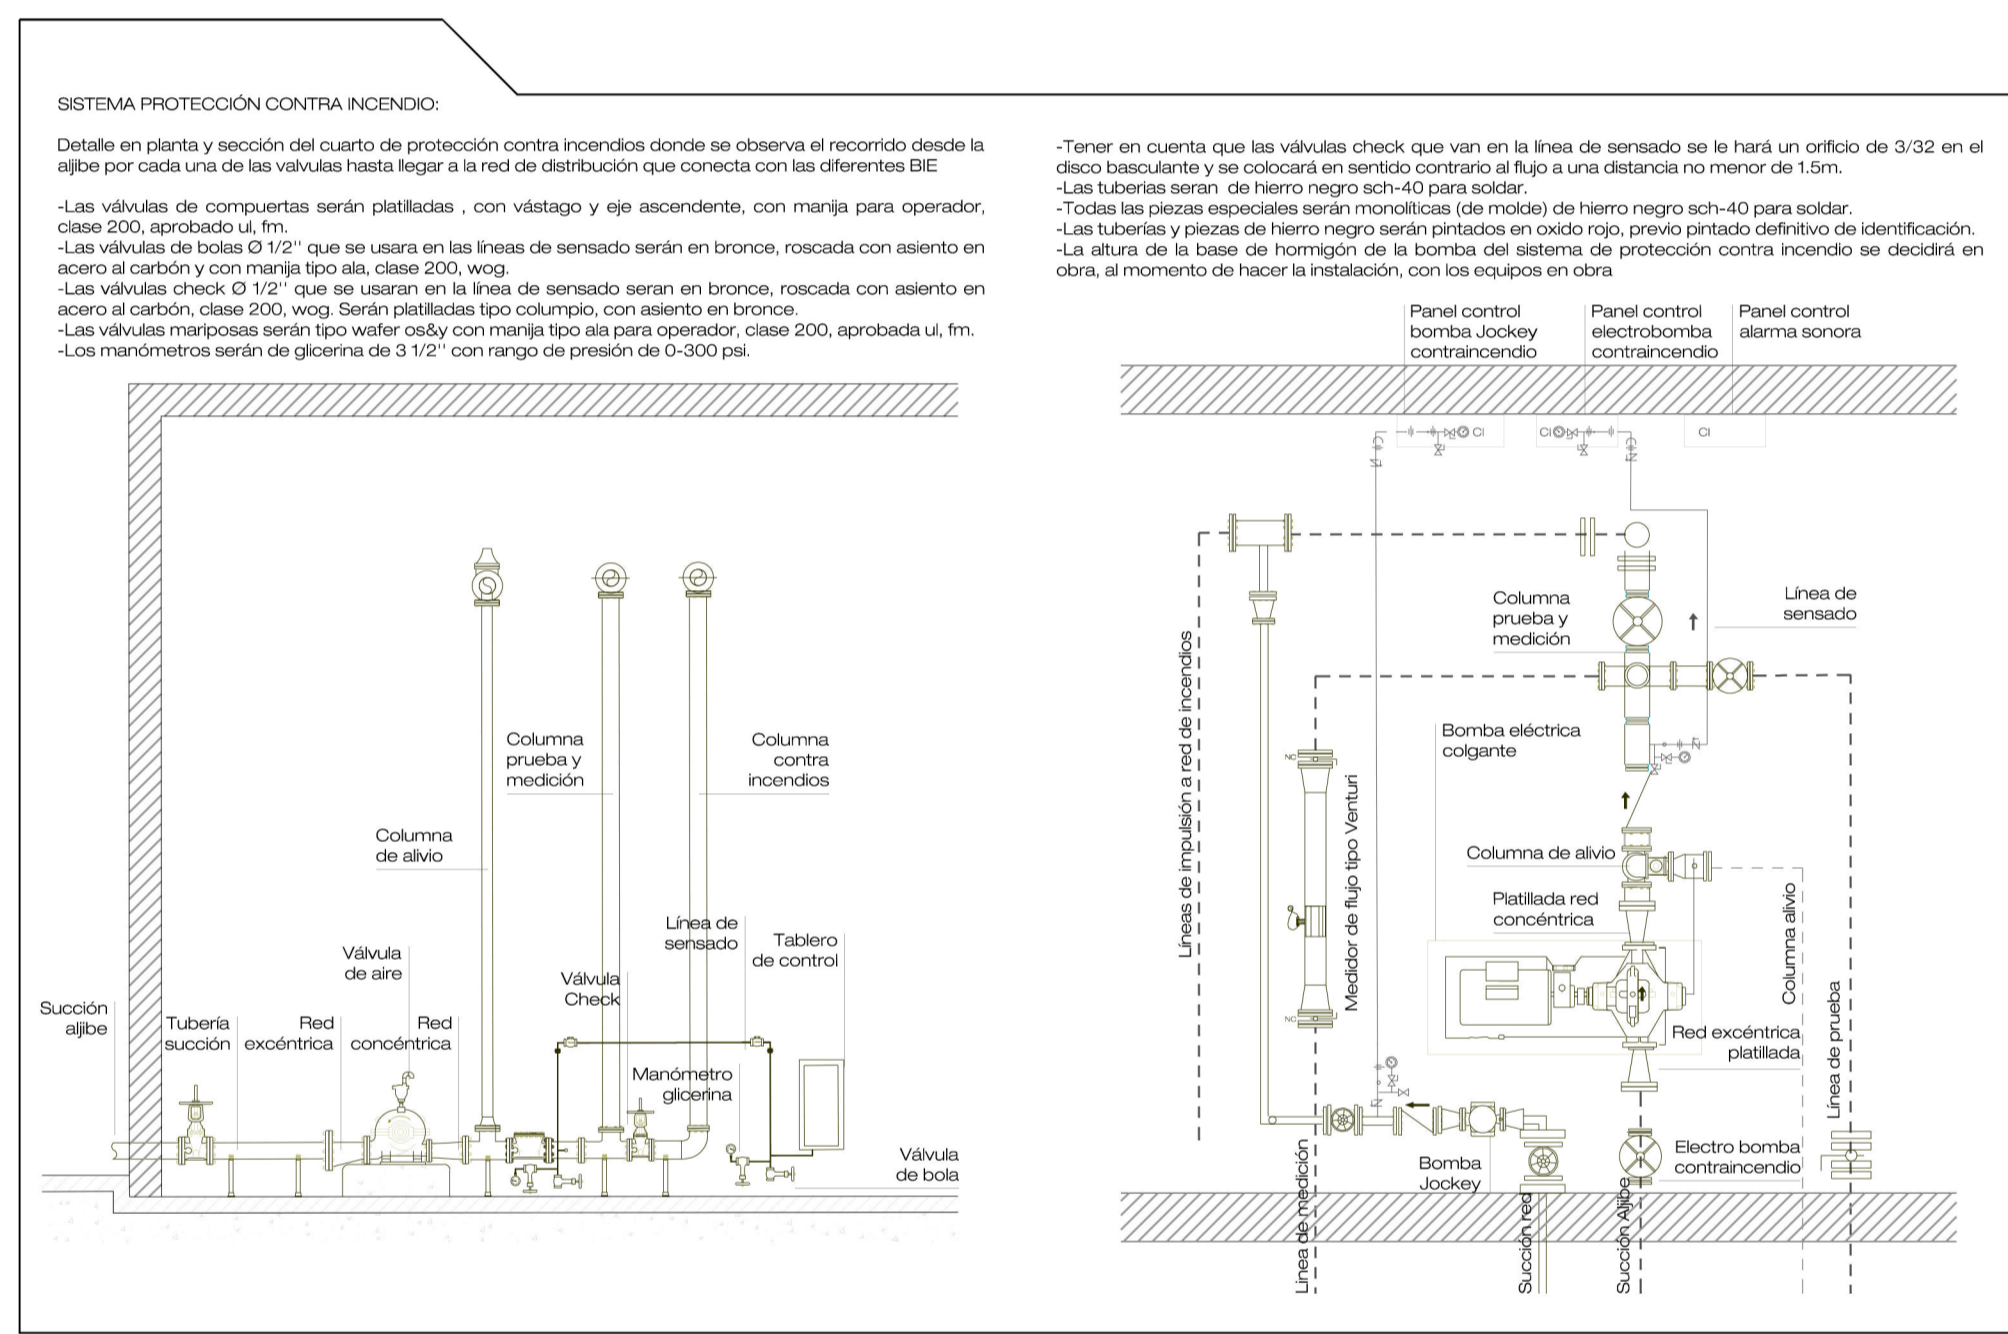 SISTEMA PROTECCIÓN CONTRA INCENDIO:
Detalle en planta y sección del cuarto de protección contra incendios donde se observa el recorrido desde la
aljibe por cada una de las valvulas hasta llegar a la red de distribución que conecta con las diferentes BIE
-Las válvulas de compuertas serán platilladas , con vástago y eje ascendente, con manija para operador,
clase 200, aprobado ul, fm.
-Las válvulas de bolas Ø 1/2'' que se usara en las líneas de sensado serán en bronce, roscada con asiento en
acero al carbón y con manija tipo ala, clase 200, wog.
-Las válvulas check Ø 1/2'' que se usaran en la línea de sensado seran en bronce, roscada con asiento en
acero al carbón, clase 200, wog. Serán platilladas tipo columpio, con asiento en bronce.
-Las válvulas mariposas serán tipo wafer os&y con manija tipo ala para operador, clase 200, aprobada ul, fm.
-Los manómetros serán de glicerina de 3 1/2'' con rango de presión de 0-300 psi.
-Tener en cuenta que las válvulas check que van en la línea de sensado se le hará un orificio de 3/32 en el
disco basculante y se colocará en sentido contrario al flujo a una distancia no menor de 1.5m.
-Las tuberias seran de hierro negro sch-40 para soldar.
-Todas las piezas especiales serán monolíticas (de molde) de hierro negro sch-40 para soldar.
-Las tuberías y piezas de hierro negro serán pintados en oxido rojo, previo pintado definitivo de identificación.
-La altura de la base de hormigón de la bomba del sistema de protección contra incendio se decidirá en
obra, al momento de hacer la instalación, con los equipos en obra
Columna
prueba y
medición
Columna
contra
incendios
Columna
de alivio
Línea de
sensado
Tablero
de control
Válvula
de aire
Válvula
Check
Succión
aljibe
Tubería
succión
Red
excéntrica
Red
concéntrica
Manómetro
glicerina
Válvula
de bola
Panel control
bomba Jockey
contraincendio
Panel control
electrobomba
contraincendio
Panel control
alarma sonora
CI
CI
CI
Columna
prueba y
medición
Línea de
sensado
Líneas de impulsión a red de incendios
Bomba eléctrica
colgante
NC
Medidor de flujo tipo Venturi
Columna de alivio
Platillada red
concéntrica
Columna alivio
NC
Red excéntrica
platillada
Línea de prueba
Bomba
Jockey
Electro bomba
contraincendio
Linea de medición
Succión red
Succión Aljibe